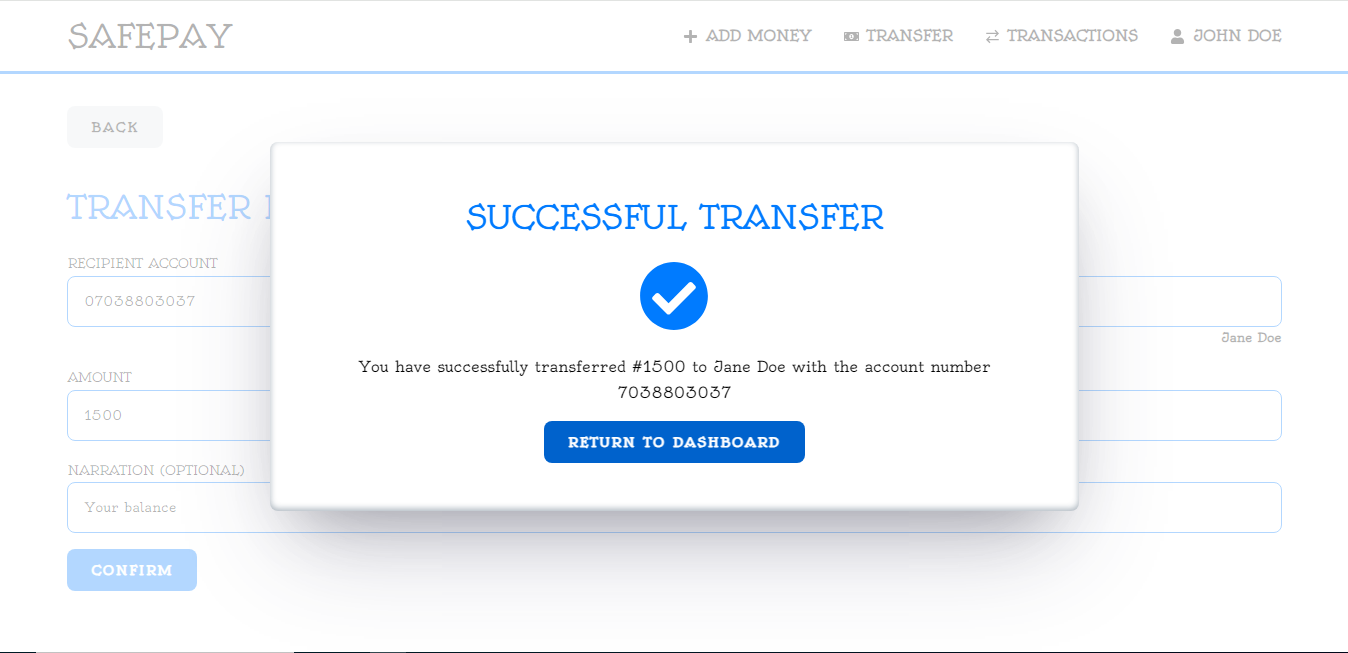 SAFEPAY
ADD MONEY TRANSFER TRANSACTIONS JOHN DOE
BACK
TRANSFER
RECIPIENT ACCOUNT
07038803037
Jane Doe
AMOUNT
1500
NARRATION (OPTIONAL)
Your balance
CONFIRM
SUCCESSFUL TRANSFER
You have successfully transferred #1500 to Jane Doe with the account number
7038803037
RETURN TO DASHBOARD